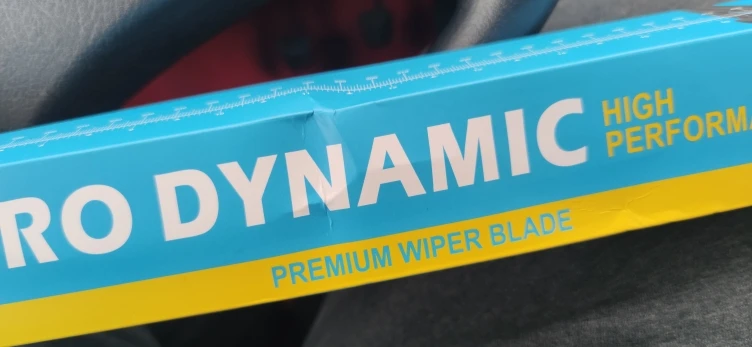 RO DYNAMIC
HIGH
PERFORMA
PREMIUM WIPER BLADE